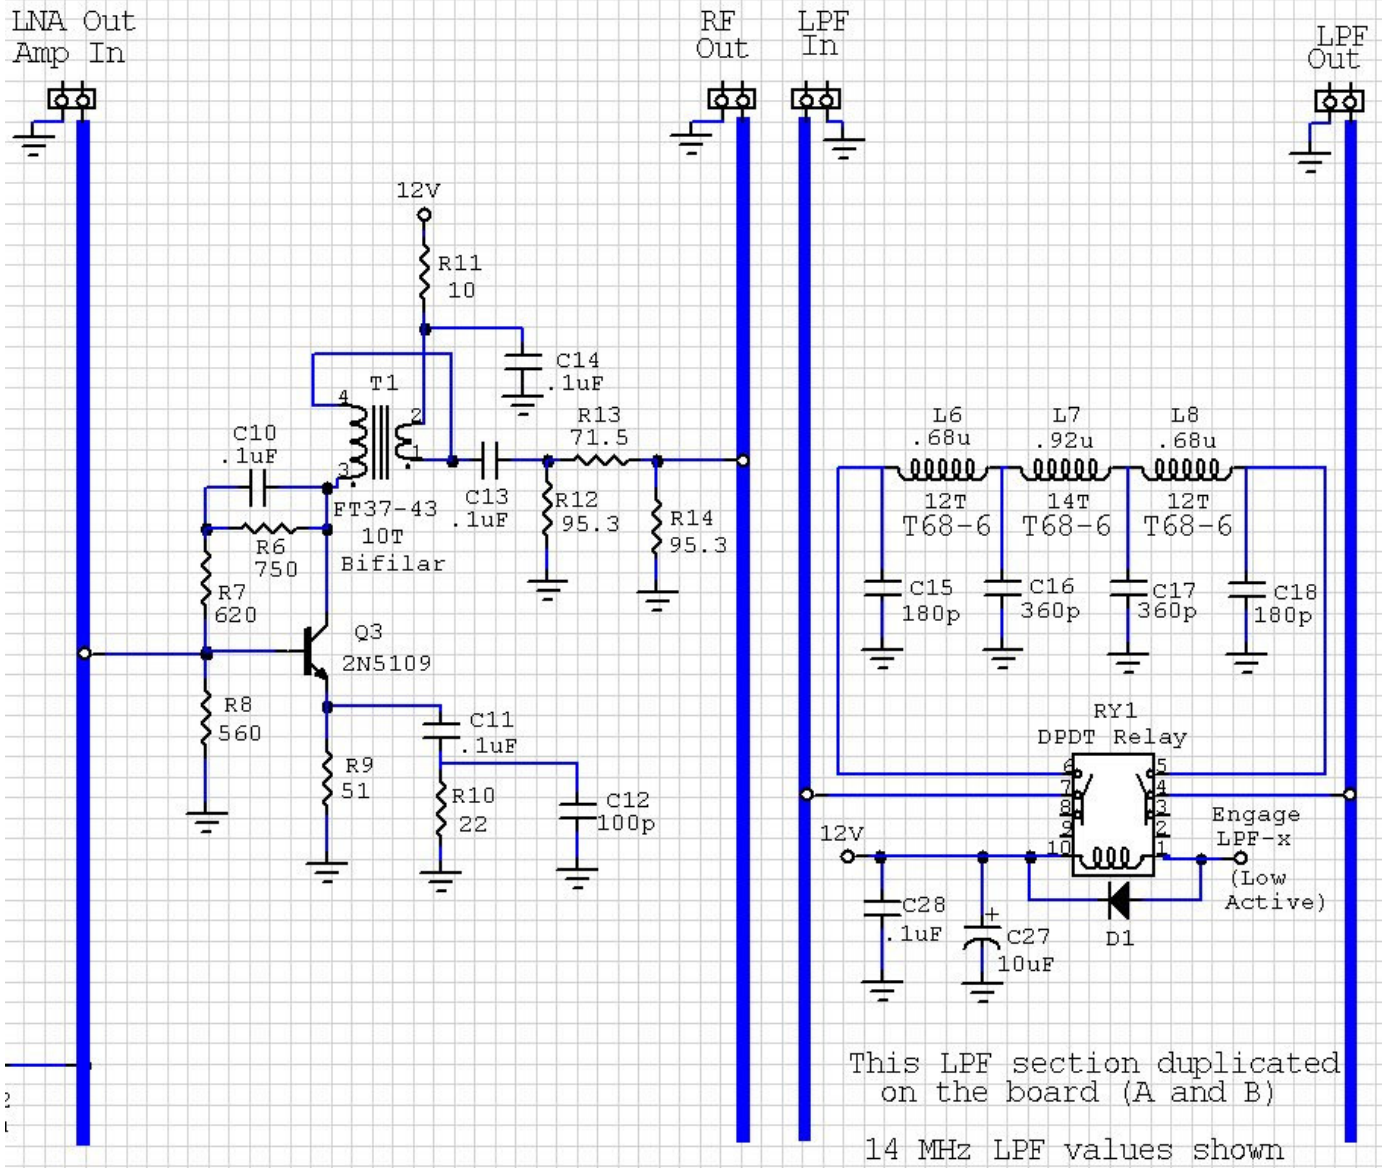 LNA Out
Amp In
RF
Out
LPF
In
LPF
Out
12V
R11
10
C14
.1uF
T1
4
2
1
3
C10
.1uF
R13
71.5
C13
.1uF
R12
95.3
R14
95.3
FT37-43
10T
Bifilar
R6
750
R7
620
Q3
2N5109
R8
560
C11
.1uF
R9
51
R10
22
C12
100p
L6
.68u
L7
.92u
L8
.68u
12T
T68-6
14T
T68-6
12T
T68-6
C15
180p
C16
360p
C17
360p
C18
180p
RY1
DPDT Relay
6
7
8
9
10
5
4
3
2
1
12V
Engage
LPF-x
(Low
Active)
C28
.1uF
+
C27
10uF
D1
This LPF section duplicated
on the board (A and B)
14 MHz LPF values shown
2